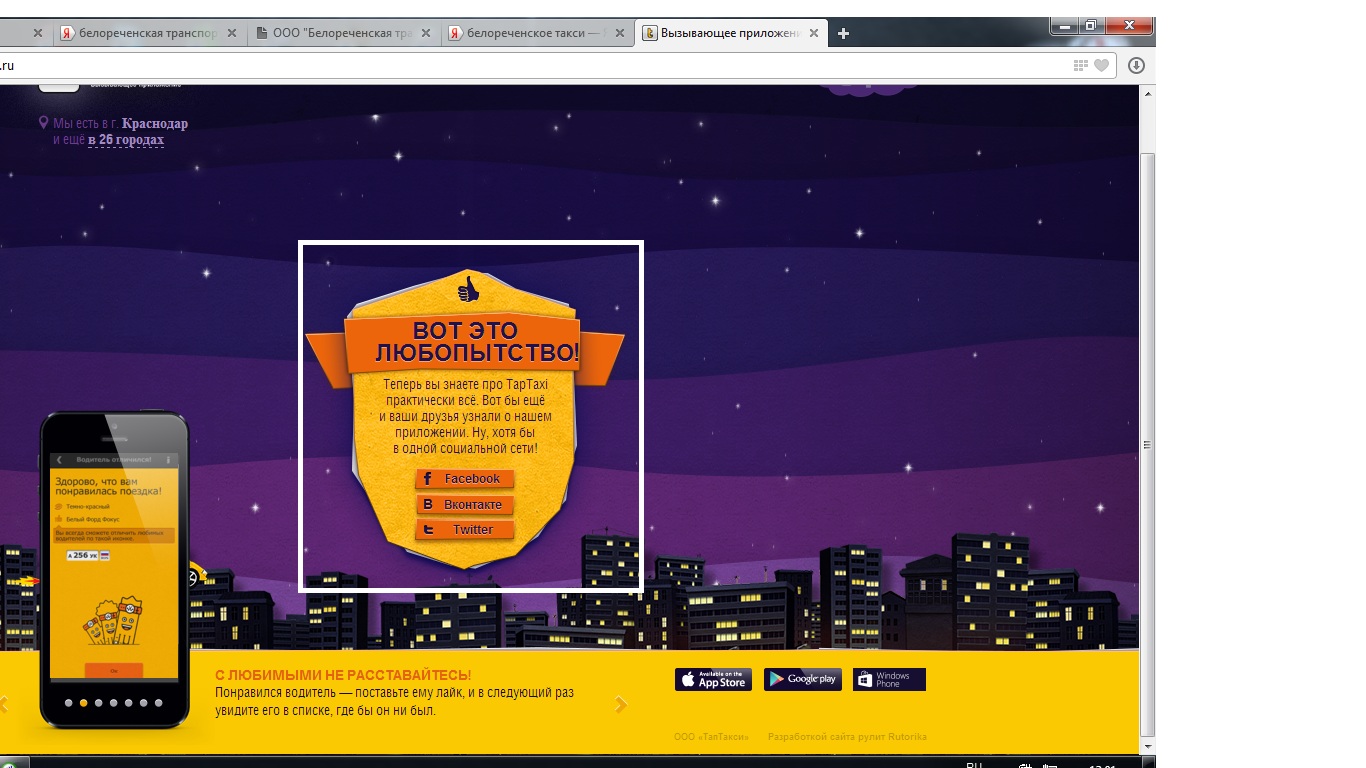 белореченская транспор
ООО "Белореченская тра
белореченское такси —
Вызывающее приложени
.ru
Мы есть в г. Краснодар
и ещё в 26 городах
ВОТ ЭТО
ЛЮБОПЫТСТВО!
Теперь вы знаете про TapTaxi
практически всё. Вот бы ещё
и ваши друзья узнали о нашем
приложении. Ну, хотя бы
в одной социальной сети!
Facebook
Вконтакте
Twitter
Водитель отличился!
Здорово, что вам
понравилась поездка!
Темно-красный
Белый Форд Фокус
Вы всегда сможете отличить любимых
водителей по такой иконке.
А 256 УК
Ок
С ЛЮБИМЫМИ НЕ РАССТАВАЙТЕСЬ!
Понравился водитель — поставьте ему лайк, и в следующий раз
увидите его в списке, где бы он ни был.
Available on the
App Store
Google play
Windows
Phone
ООО «ТапТакси»
Разработкой сайта рулит Rutorika
RU